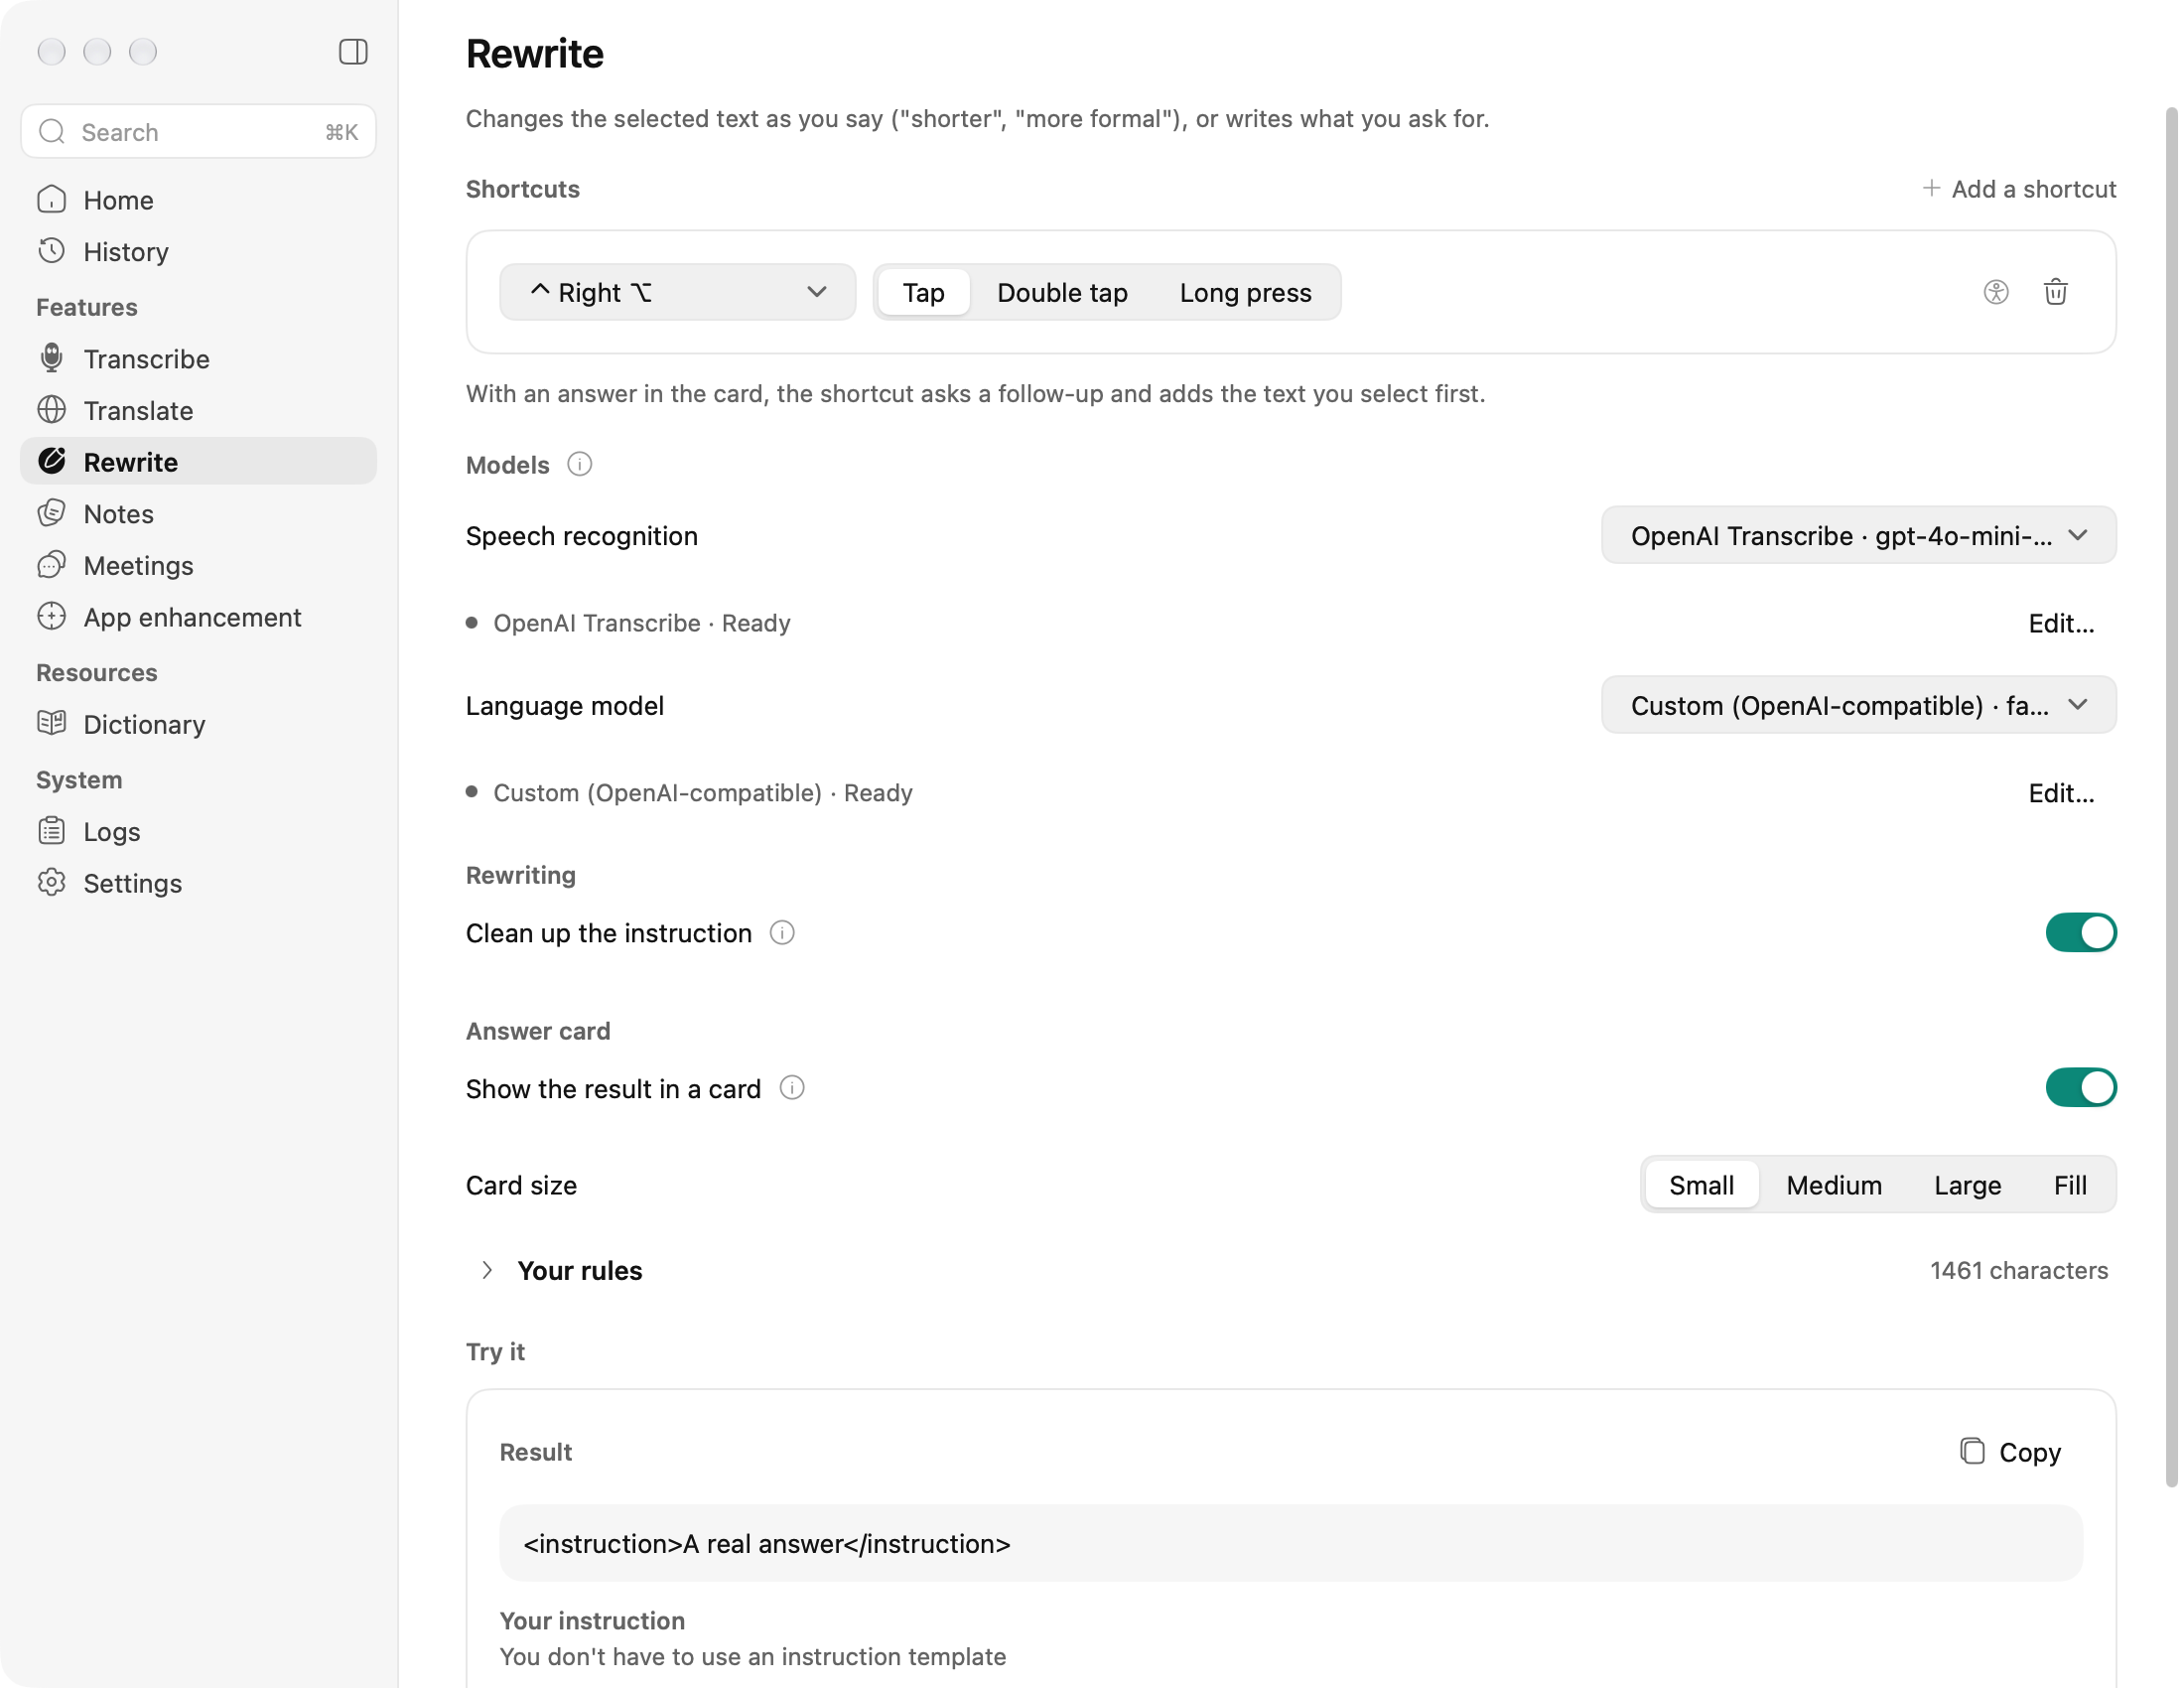 Search ⌘K
Home
History
Features
Transcribe
Translate
Rewrite
Notes
Meetings
App enhancement
Resources
Dictionary
System
Logs
Settings
Rewrite
Changes the selected text as you say ("shorter", "more formal"), or writes what you ask for.
Shortcuts
+ Add a shortcut
^ Right ⌥
Tap Double tap Long press
With an answer in the card, the shortcut asks a follow-up and adds the text you select first.
Models
Speech recognition
OpenAI Transcribe · gpt-4o-mini-...
OpenAI Transcribe · Ready
Edit...
Language model
Custom (OpenAI-compatible) · fa...
Custom (OpenAI-compatible) · Ready
Edit...
Rewriting
Clean up the instruction
Answer card
Show the result in a card
Card size
Small Medium Large Fill
Your rules
1461 characters
Try it
Result
Copy
<instruction>A real answer</instruction>
Your instruction
You don't have to use an instruction template